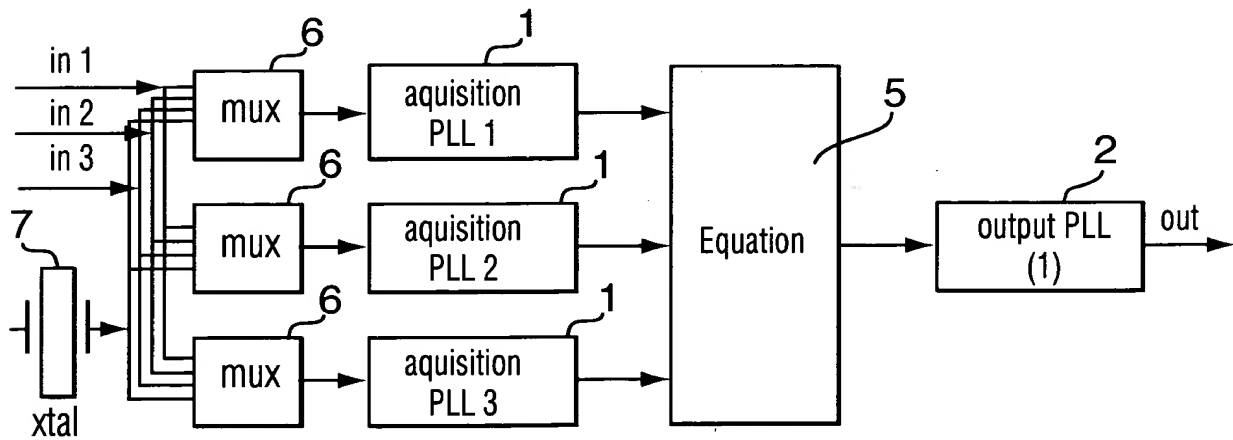 in 1
in 2
in 3
7
xtal
6
mux
6
mux
6
mux
1
aquisition
PLL 1
1
aquisition
PLL 2
1
aquisition
PLL 3
5
Equation
2
output PLL
(1)
out